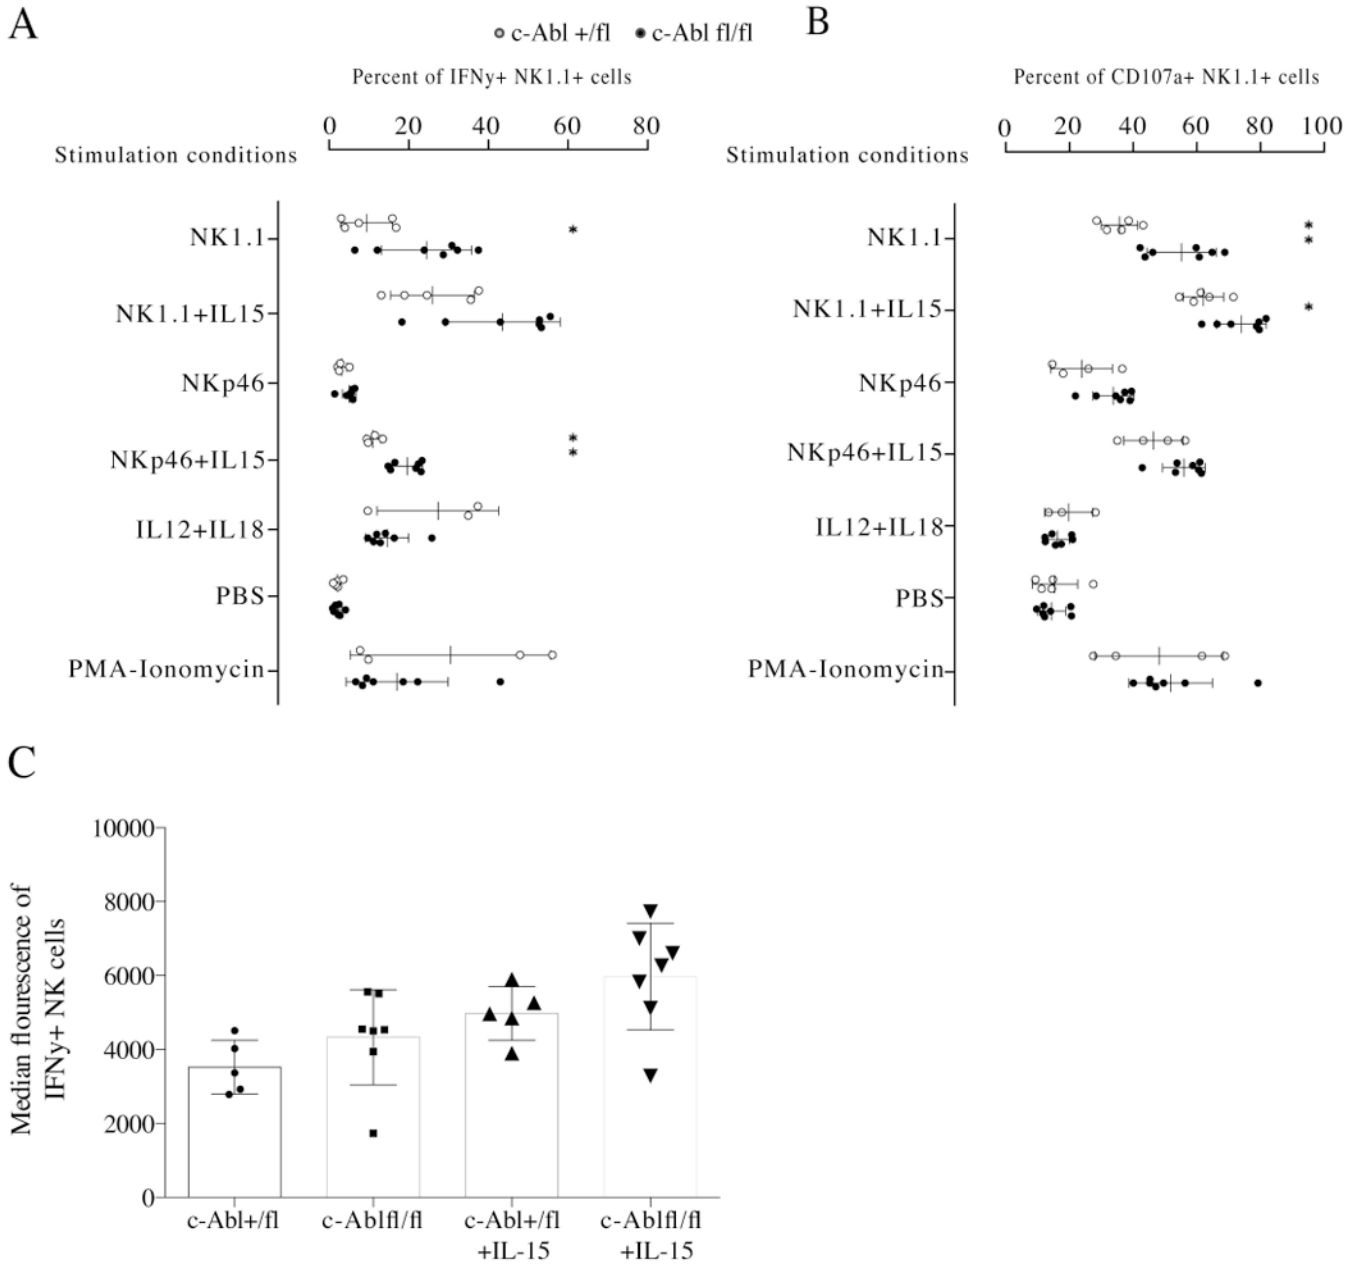 A
c-Abl +/fl c-Abl fl/fl
B
Percent of IFNy+ NK1.1+ cells
0 20 40 60 80
Stimulation conditions
NK1.1 *
NK1.1+IL15
NKp46
NKp46+IL15 *
*
IL12+IL18
PBS
PMA-Ionomycin
Percent of CD107a+ NK1.1+ cells
0 20 40 60 80 100
Stimulation conditions
NK1.1 *
*
NK1.1+IL15 *
NKp46
NKp46+IL15
IL12+IL18
PBS
PMA-Ionomycin
C
Median flourescence of
IFNy+ NK cells
10000
8000
6000
4000
2000
0
c-Abl+/fl
c-Ablfl/fl
c-Abl+/fl
+IL-15
c-Ablfl/fl
+IL-15